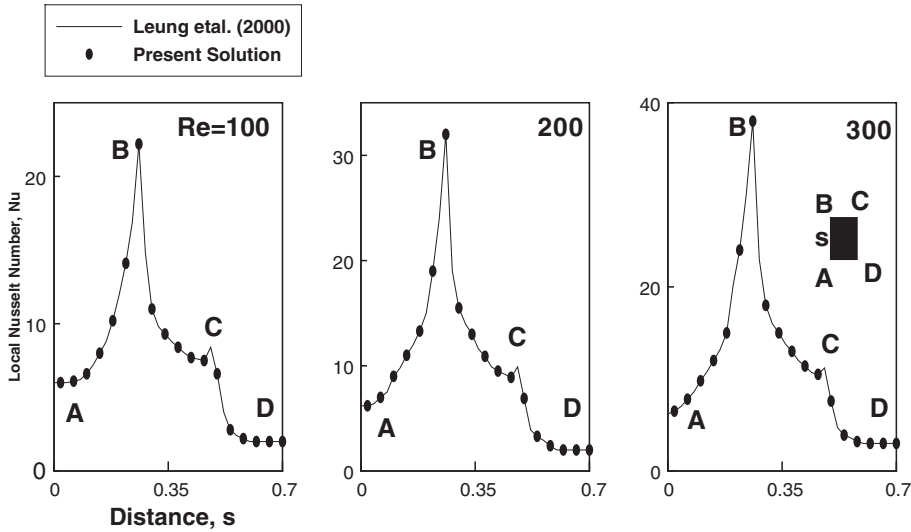 Leung etal. (2000)
Present Solution
Re=100
200
300
Local Nusselt Number, Nu
20
10
0
B
A
C
D
0
0.35
0.7
Distance, s
30
20
10
0
B
A
C
D
0
0.35
0.7
40
20
0
B
A
C
D
B C
s
A D
0
0.35
0.7